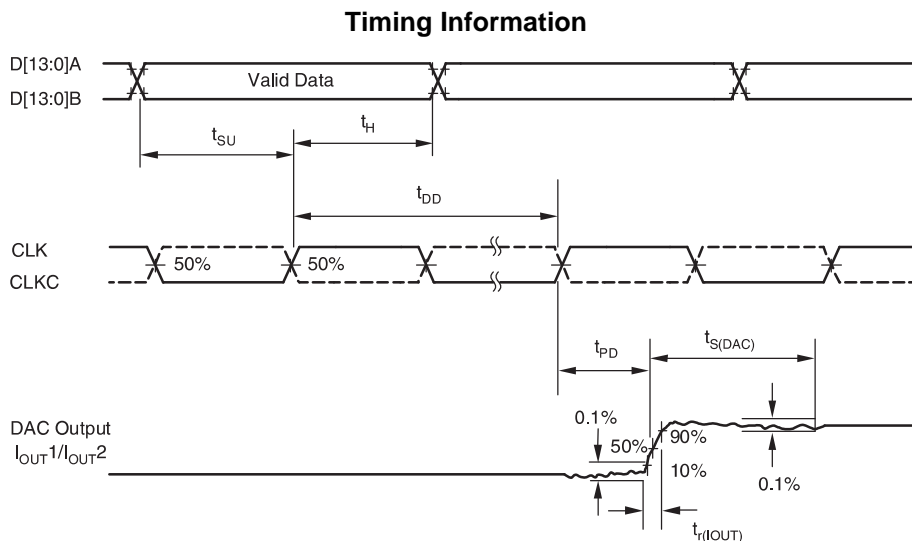 Timing Information
D[13:0]A
Valid Data
D[13:0]B
tSU
tH
tDD
CLK
50%
50%
CLKC
tPD
tS(DAC)
0.1%
DAC Output
50%
90%
IOUT1/IOUT2
10%
0.1%
tr(IOUT)